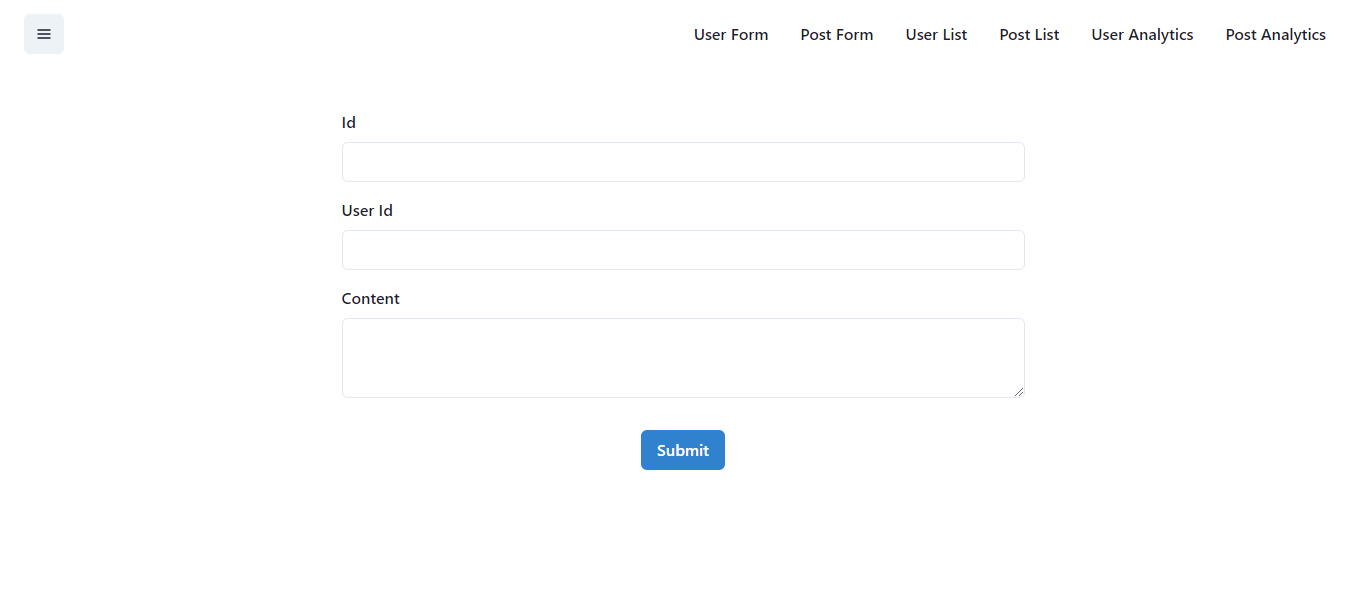 User Form Post Form User List Post List User Analytics Post Analytics
Id
User Id
Content
Submit